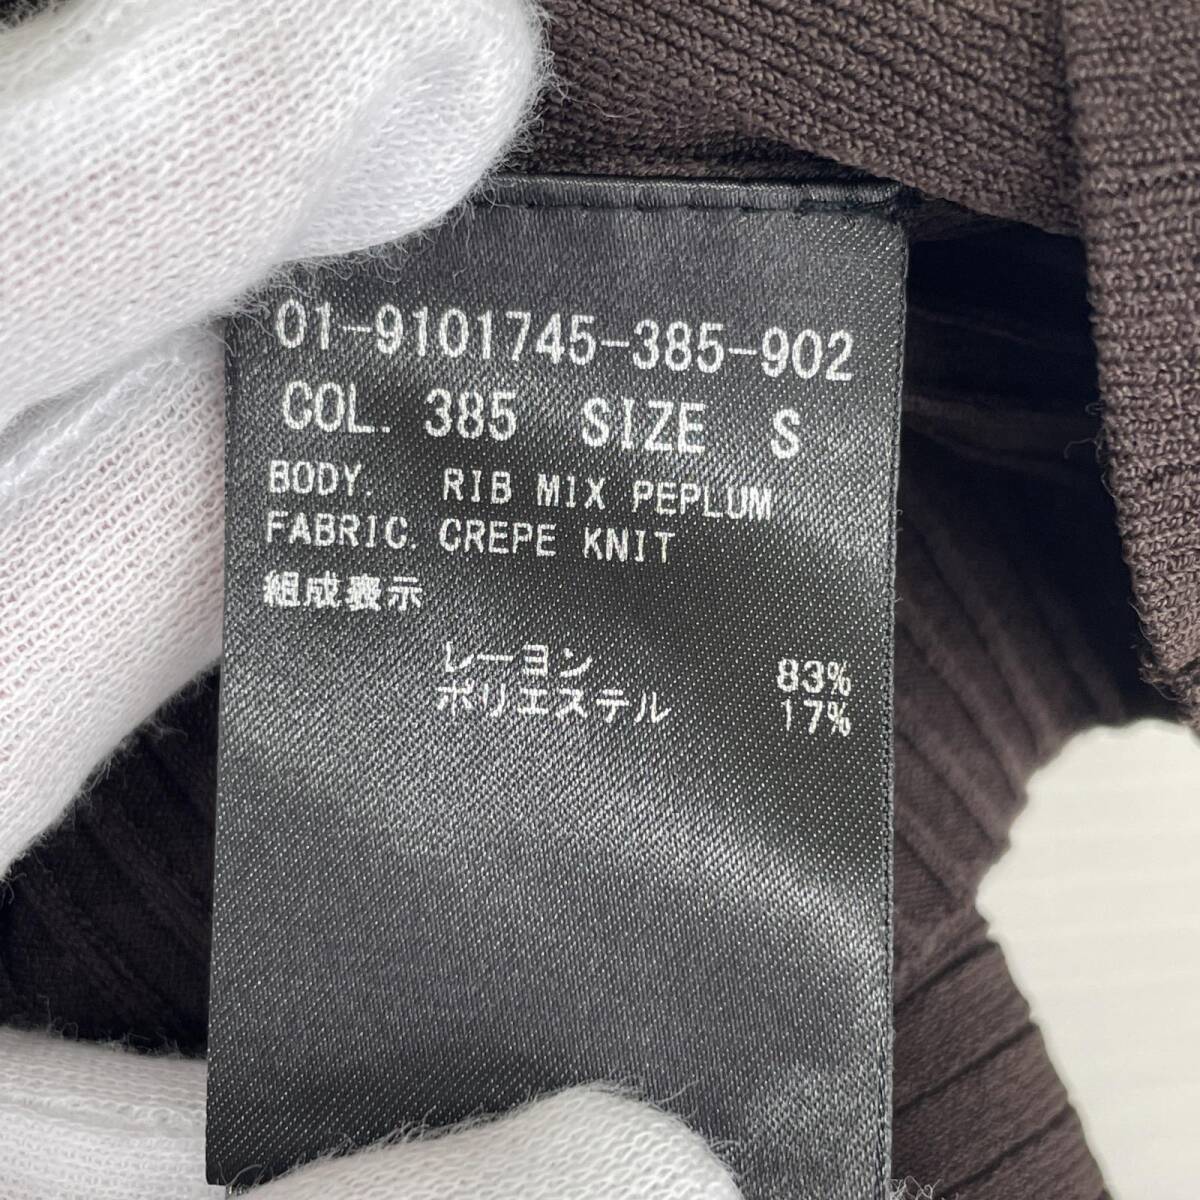 01-9101745-385-902
COL. 385 SIZE S
BODY. RIB MIX PEPLUM
FABRIC. CREPE KNIT
組成表示
レーヨン 83%
ポリエステル 17%